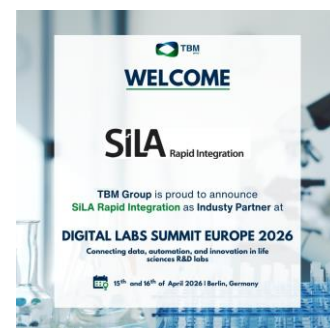 TBM
WELCOME
SiLA Rapid Integration
TBM Group is proud to announce
SiLA Rapid Integration as Industy Partner at
DIGITAL LABS SUMMIT EUROPE 2026
Connecting data, automation, and innovation in life
sciences R&D labs
15th and 16th of April 2026 | Berlin, Germany